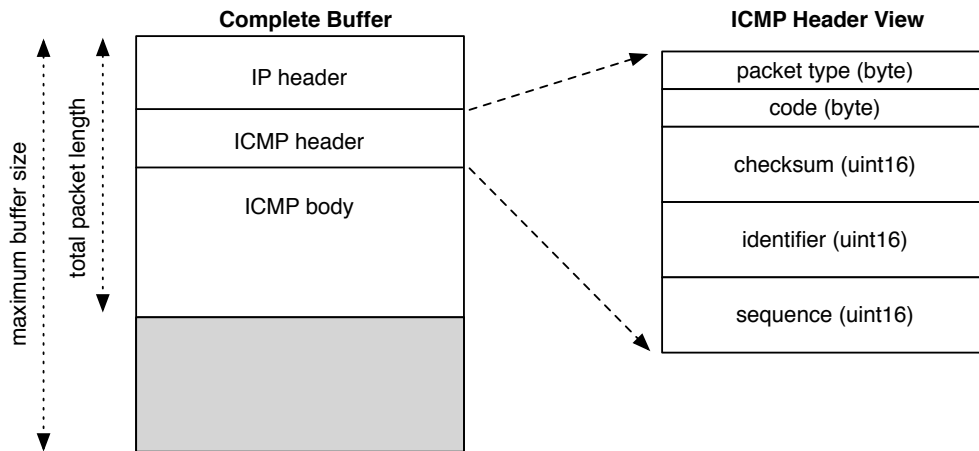 Complete Buffer
IP header
ICMP header
ICMP body
maximum buffer size
total packet length
ICMP Header View
packet type (byte)
code (byte)
checksum (uint16)
identifier (uint16)
sequence (uint16)